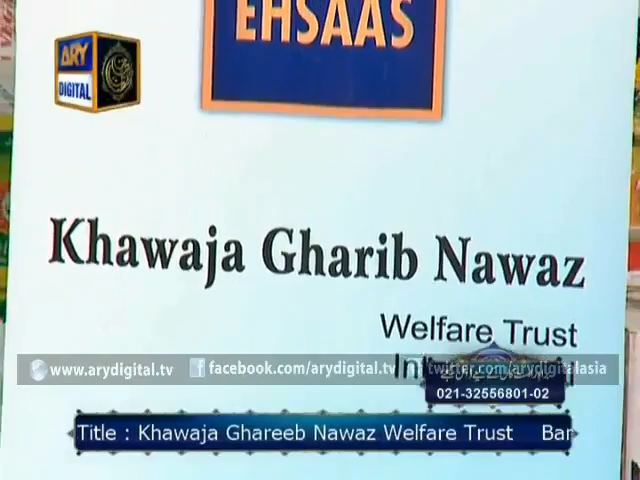 EHSAAS
ARY
DIGITAL
Khawaja Gharib Nawaz
Welfare Trust
www.arydigital.tv facebook.com/arydigital.tv twitter.com/arydigitalasia
021-32556801-02
Title : Khawaja Ghareeb Nawaz Welfare Trust Ban